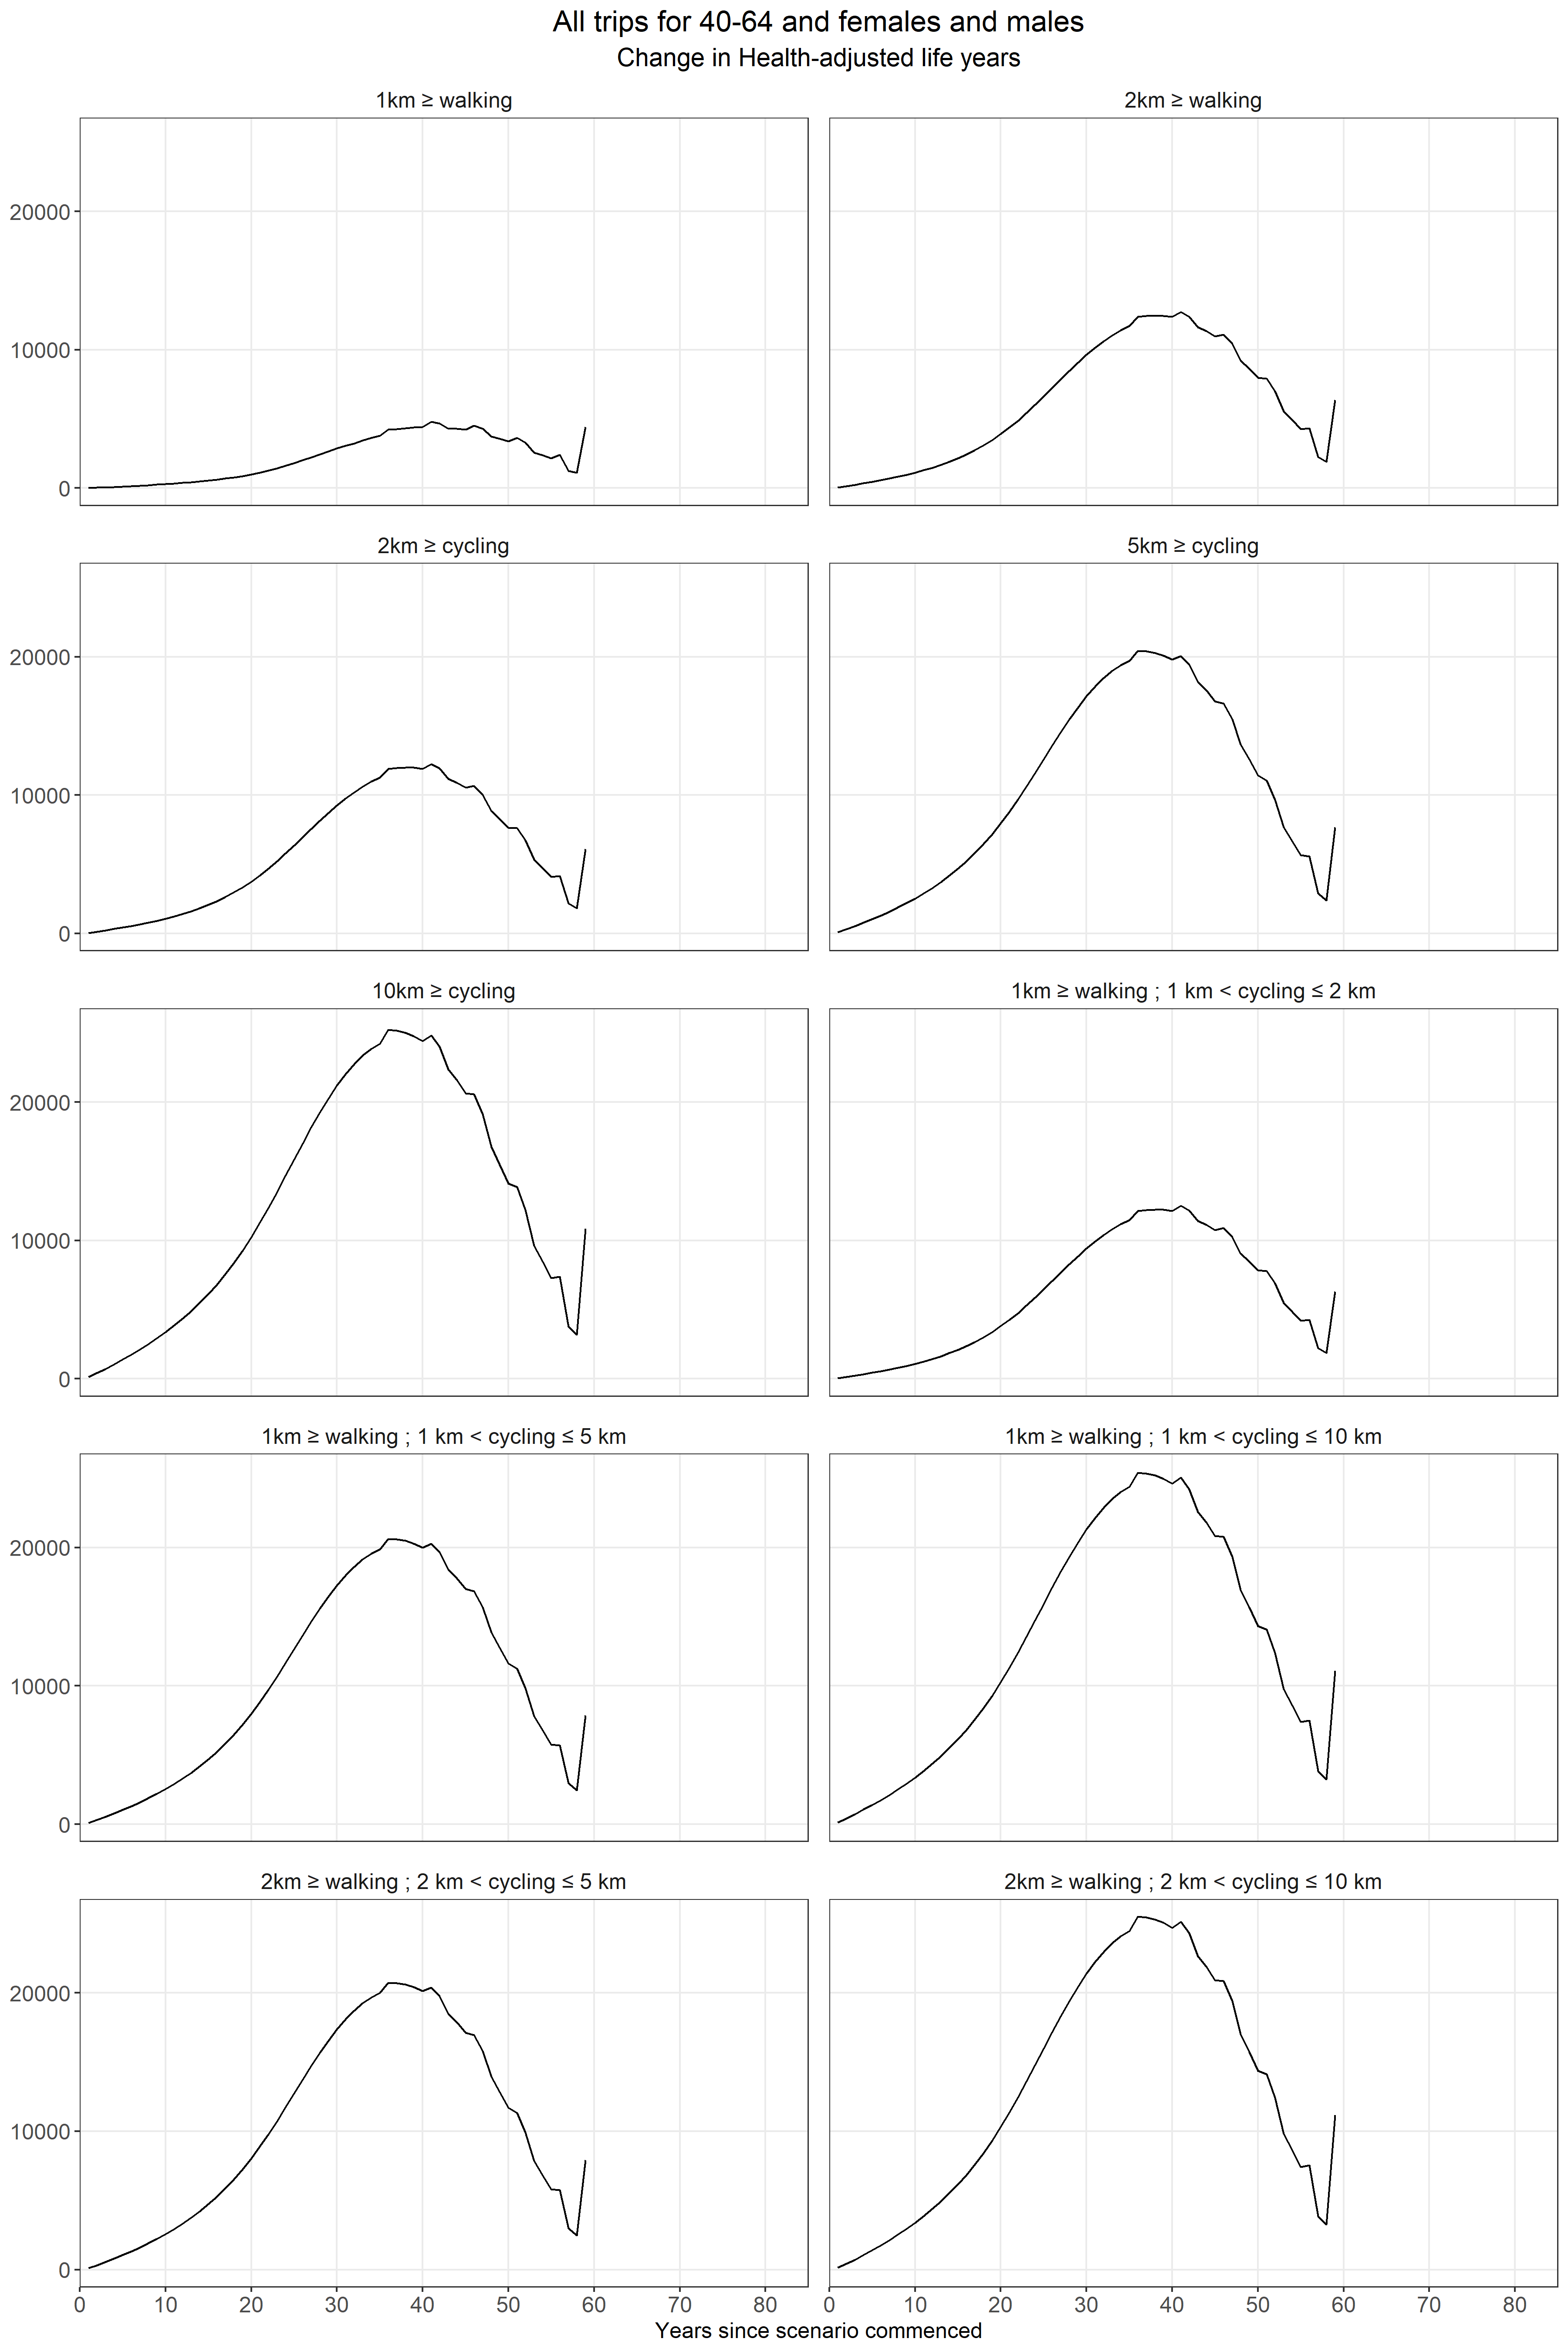 All trips for 40-64 and females and males
Change in Health-adjusted life years
1km ≥ walking
2km ≥ walking
20000
10000
0
2km ≥ cycling
5km ≥ cycling
20000
10000
0
10km ≥ cycling
1km ≥ walking ; 1 km < cycling ≤ 2 km
20000
10000
0
1km ≥ walking ; 1 km < cycling ≤ 5 km
1km ≥ walking ; 1 km < cycling ≤ 10 km
20000
10000
0
2km ≥ walking ; 2 km < cycling ≤ 5 km
2km ≥ walking ; 2 km < cycling ≤ 10 km
20000
10000
0
0 10 20 30 40 50 60 70 80
0 10 20 30 40 50 60 70 80
Years since scenario commenced